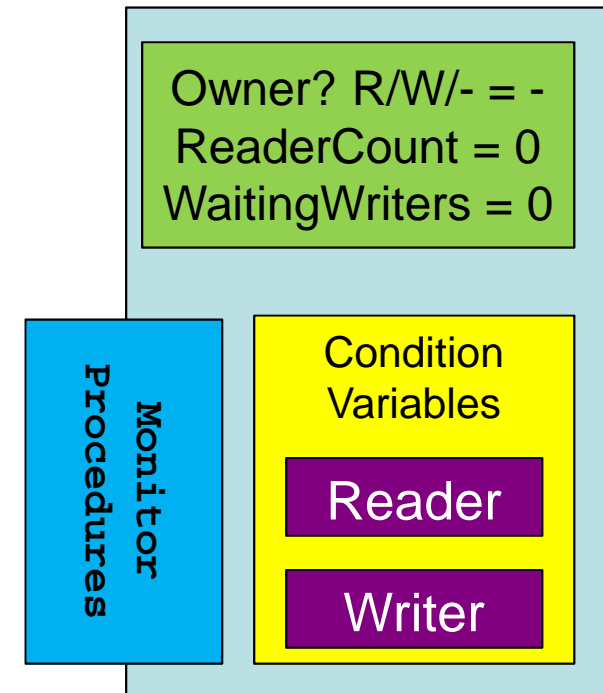 Owner? R/W/- = -
ReaderCount = 0
WaitingWriters = 0
Monitor
Procedures
Condition
Variables
Reader
Writer